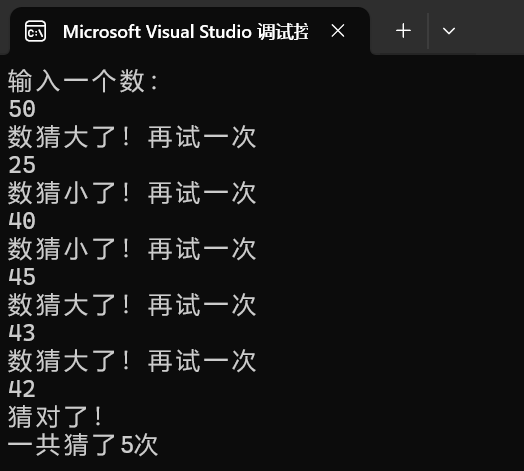 Microsoft Visual Studio 调试控
输入一个数：
50
数猜大了！再试一次
25
数猜小了！再试一次
40
数猜小了！再试一次
45
数猜大了！再试一次
43
数猜大了！再试一次
42
猜对了！
一共猜了5次